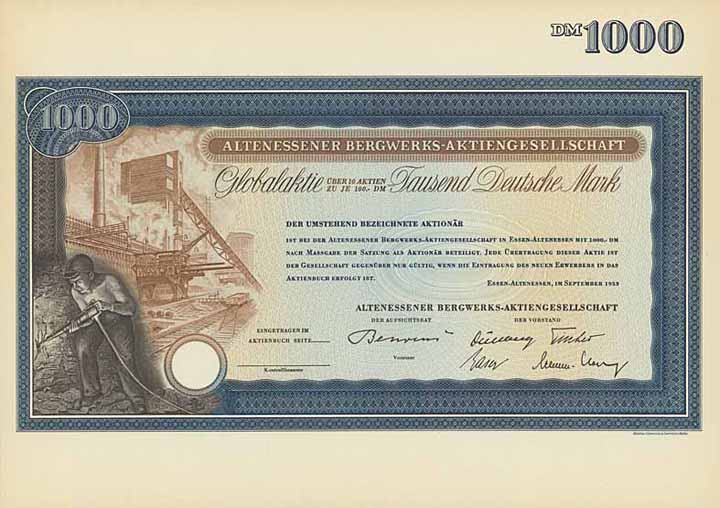 DM 1000
1000
ALTENESSENER BERGWERKS-AKTIENGESELLSCHAFT
Globalaktie ÜBER 10 AKTIEN ZU JE 100,- DM Tausend Deutsche Mark
DER UMSTEHEND BEZEICHNETE AKTIONÄR
IST BEI DER ALTENESSENER BERGWERKS-AKTIENGESELLSCHAFT IN ESSEN-ALTENESSEN MIT 1000,- DM
NACH MASSGABE DER SATZUNG ALS AKTIONÄR BETEILIGT. JEDE ÜBERTRAGUNG DIESER AKTIE IST
DER GESELLSCHAFT GEGENÜBER NUR GÜLTIG, WENN DIE EINTRAGUNG DES NEUEN ERWERBERS IN DAS
AKTIENBUCH ERFOLGT IST.
ESSEN-ALTENESSEN, IM SEPTEMBER 1953
ALTENESSENER BERGWERKS-AKTIENGESELLSCHAFT
DER AUFSICHTSRAT DER VORSTAND
EINGETRAGEN IM
AKTIENBUCH SEITE
Vorsitzer
Kontrollbeamter